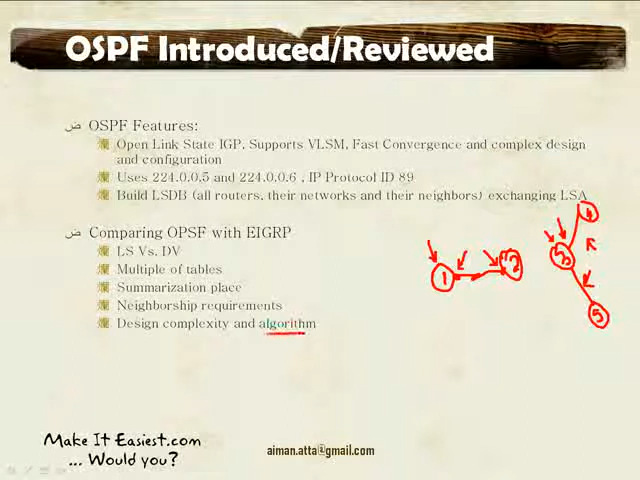 OSPF Introduced/Reviewed
ض OSPF Features:
Open Link State IGP, Supports VLSM, Fast Convergence and complex design
and configuration
Uses 224.0.0.5 and 224.0.0.6 , IP Protocol ID 89
Build LSDB (all routers, their networks and their neighbors) exchanging LSA
ض Comparing OPSF with EIGRP
LS Vs. DV
Multiple of tables
Summarization place
Neighborship requirements
Design complexity and algorithm
1
2
5
Make It Easiest.com
... Would you?
aiman.atta@gmail.com